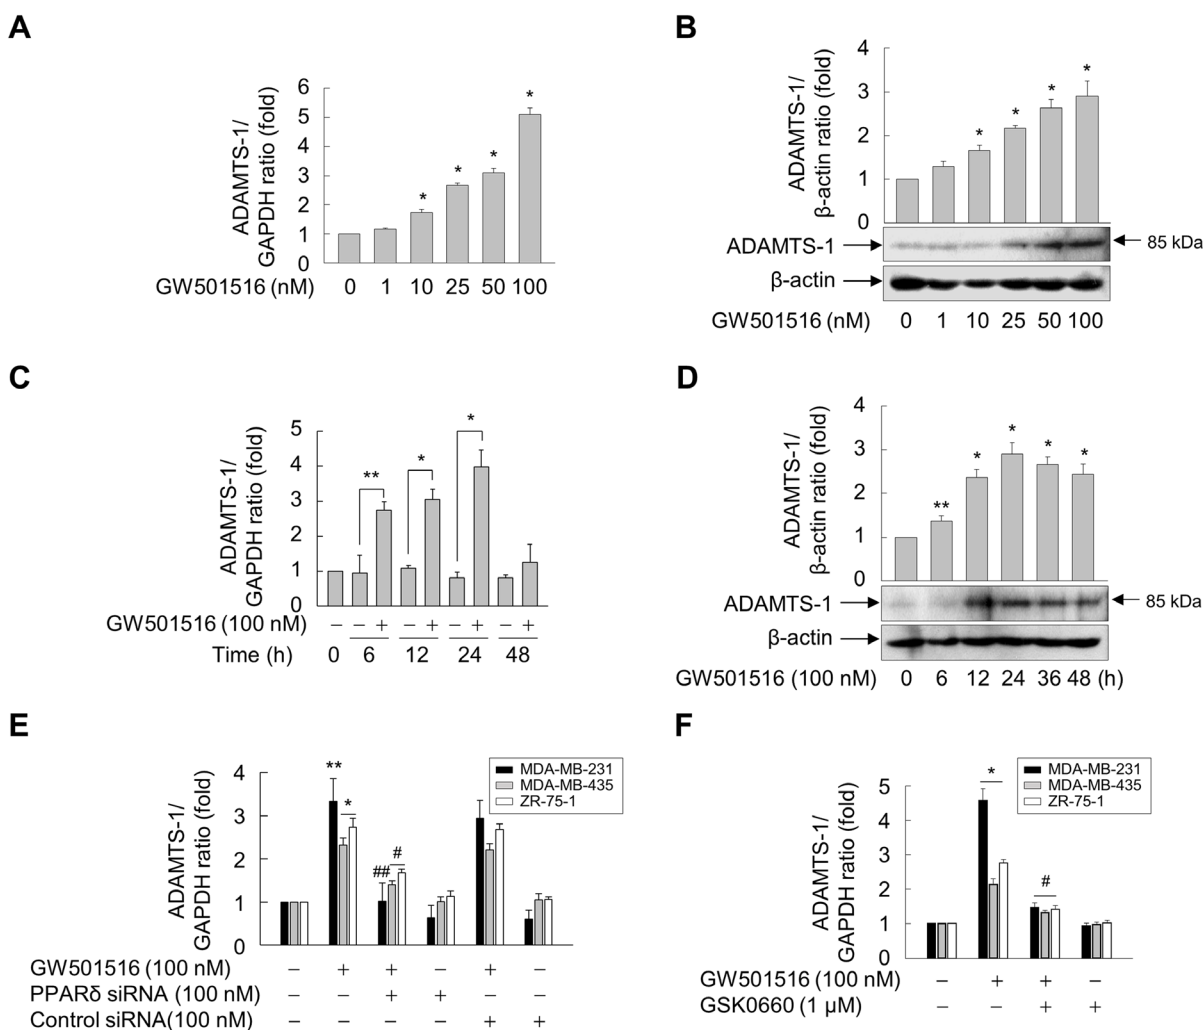 A
ADAMTS-1/
GAPDH ratio (fold)
6
5
4
3
2
1
0
* * * *
GW501516 (nM) 0 1 10 25 50 100
B
ADAMTS-1/
β-actin ratio (fold)
4
3
2
1
0
* * * *
ADAMTS-1 85 kDa
β-actin
GW501516 (nM) 0 1 10 25 50 100
C
ADAMTS-1/
GAPDH ratio (fold)
5
4
3
2
1
0
** * *
GW501516 (100 nM) – – + – + – + – +
Time (h) 0 6 12 24 48
D
ADAMTS-1/
β-actin ratio (fold)
4
3
2
1
0
** * * * *
ADAMTS-1 85 kDa
β-actin
GW501516 (100 nM) 0 6 12 24 36 48 (h)
E
ADAMTS-1/
GAPDH ratio (fold)
4
3
2
1
0
MDA-MB-231
MDA-MB-435
ZR-75-1
** * ## #
GW501516 (100 nM) – + + – + –
PPARδ siRNA (100 nM) – – + + – –
Control siRNA(100 nM) – – – – + +
F
ADAMTS-1/
GAPDH ratio (fold)
5
4
3
2
1
0
MDA-MB-231
MDA-MB-435
ZR-75-1
* #
GW501516 (100 nM) – + + –
GSK0660 (1 μM) – – + +